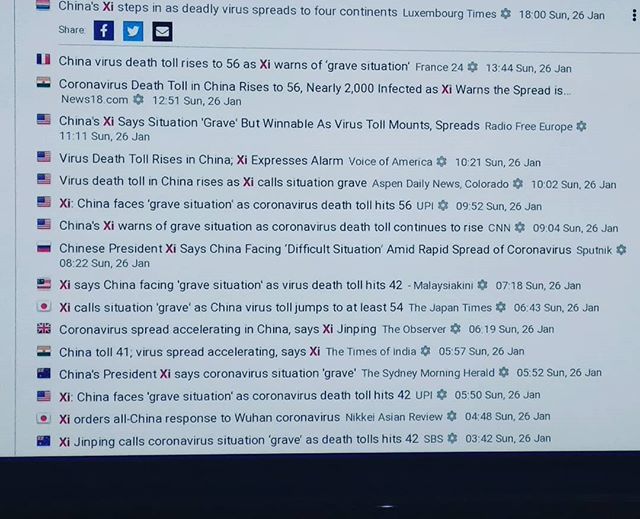 China's Xi steps in as deadly virus spreads to four continents Luxembourg Times 18:00 Sun, 26 Jan
Share
China virus death toll rises to 56 as Xi warns of 'grave situation' France 24 13:44 Sun, 26 Jan
Coronavirus Death Toll in China Rises to 56, Nearly 2,000 Infected as Xi Warns the Spread is...
News18.com 12:51 Sun, 26 Jan
China's Xi Says Situation 'Grave' But Winnable As Virus Toll Mounts, Spreads Radio Free Europe
11:11 Sun, 26 Jan
Virus Death Toll Rises in China; Xi Expresses Alarm Voice of America 10:21 Sun, 26 Jan
Virus death toll in China rises as Xi calls situation grave Aspen Daily News, Colorado 10:02 Sun, 26 Jan
Xi: China faces 'grave situation' as coronavirus death toll hits 56 UPI 09:52 Sun, 26 Jan
China's Xi warns of grave situation as coronavirus death toll continues to rise CNN 09:04 Sun, 26 Jan
Chinese President Xi Says China Facing 'Difficult Situation' Amid Rapid Spread of Coronavirus Sputnik
08:22 Sun, 26 Jan
Xi says China facing 'grave situation' as virus death toll hits 42 - Malaysiakini 07:18 Sun, 26 Jan
Xi calls situation 'grave' as China virus toll jumps to at least 54 The Japan Times 06:43 Sun, 26 Jan
Coronavirus spread accelerating in China, says Xi Jinping The Observer 06:19 Sun, 26 Jan
China toll 41; virus spread accelerating, says Xi The Times of India 05:57 Sun, 26 Jan
China's President Xi says coronavirus situation 'grave' The Sydney Morning Herald 05:52 Sun, 26 Jan
Xi: China faces 'grave situation' as coronavirus death toll hits 42 UPI 05:50 Sun, 26 Jan
Xi orders all-China response to Wuhan coronavirus Nikkei Asian Review 04:48 Sun, 26 Jan
Xi Jinping calls coronavirus situation 'grave' as death tolls hits 42 SBS 03:42 Sun, 26 Jan